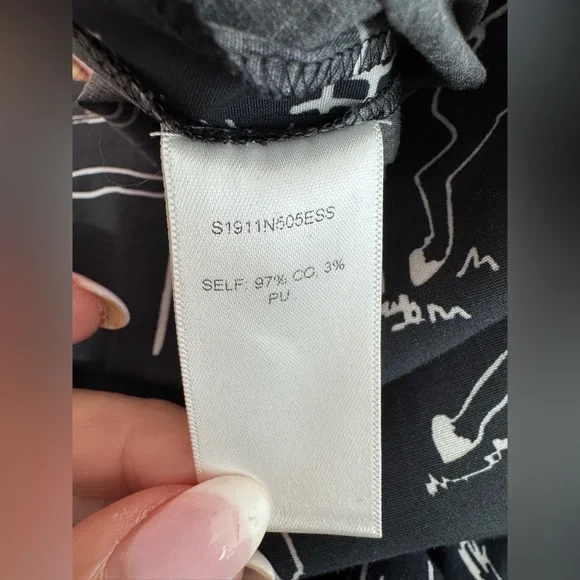 S1911N505ESS
SELF: 97% CO, 3%
PU